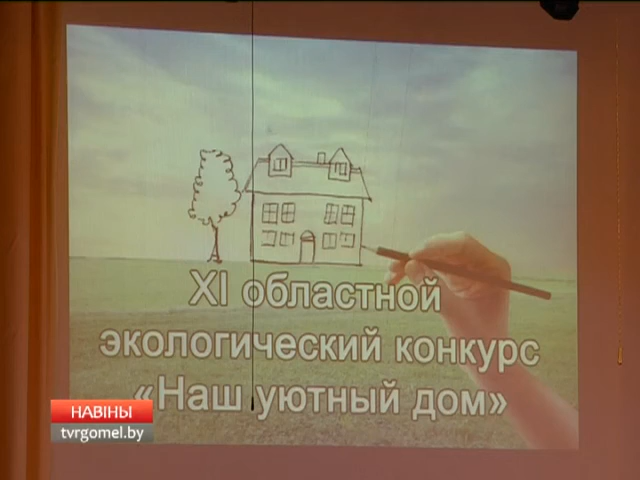 XI областной
экологический конкурс
«Наш уютный дом»
НАВІНЫ
tvrgomel.by